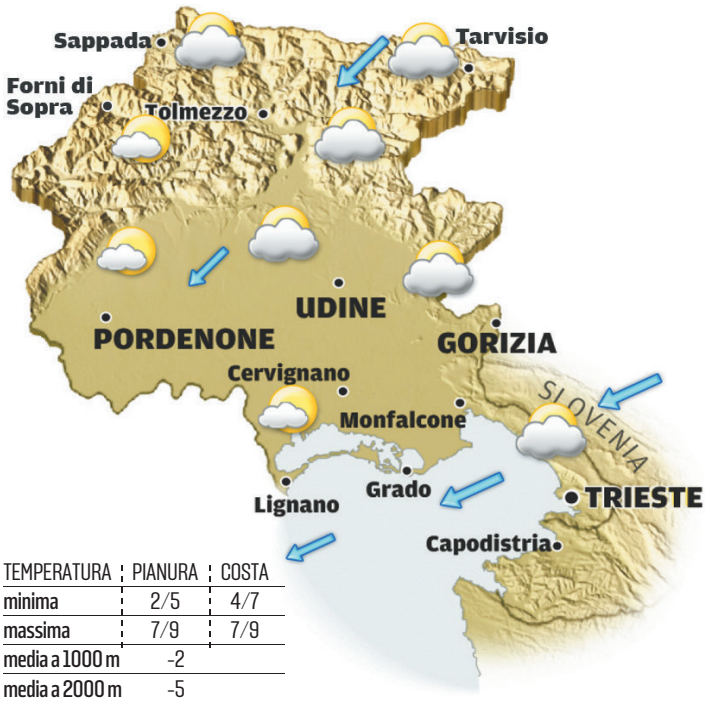 Sappada
Tarvisio
Forni di
Sopra
Tolmezzo
UDINE
PORDENONE
GORIZIA
Cervignano
SLOVENIA
Monfalcone
Grado
Lignano
TRIESTE
Capodistria
TEMPERATURA PIANURA COSTA
minima 2/5 4/7
massima 7/9 7/9
media a 1000 m -2
media a 2000 m -5